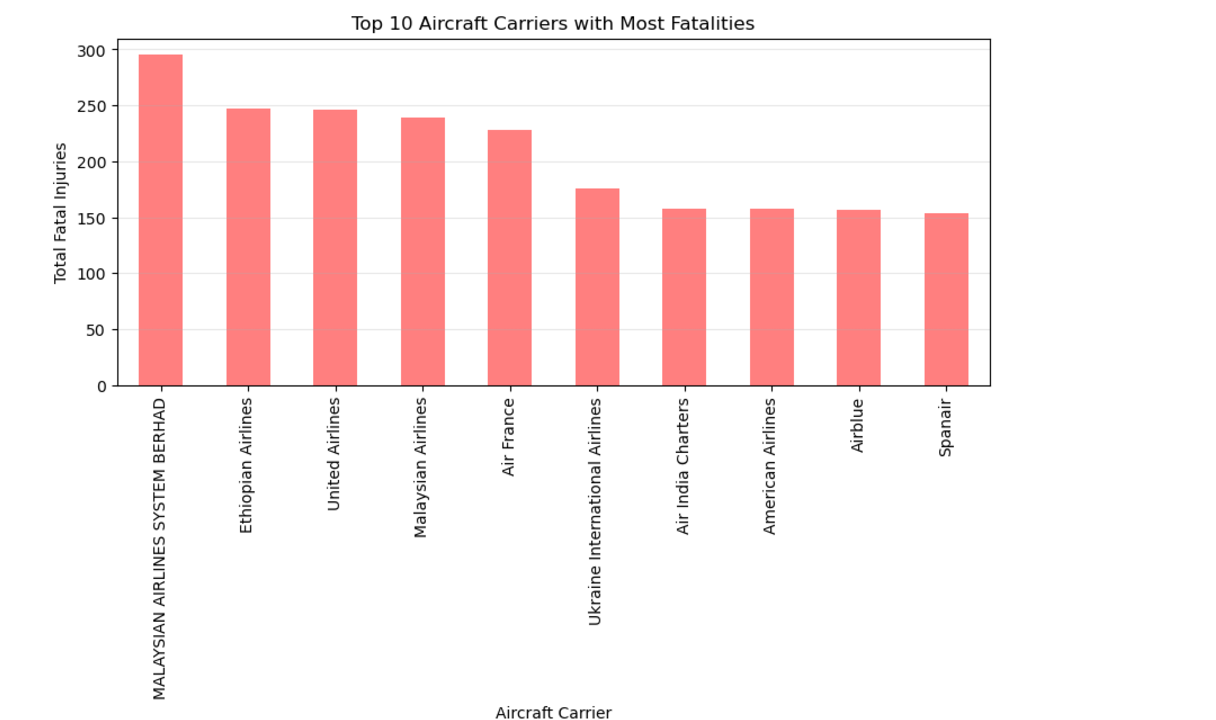 Top 10 Aircraft Carriers with Most Fatalities
Total Fatal Injuries
300
250
200
150
100
50
0
MALAYSIAN AIRLINES SYSTEM BERHAD
Ethiopian Airlines
United Airlines
Malaysian Airlines
Air France
Ukraine International Airlines
Air India Charters
American Airlines
Airblue
Spanair
Aircraft Carrier